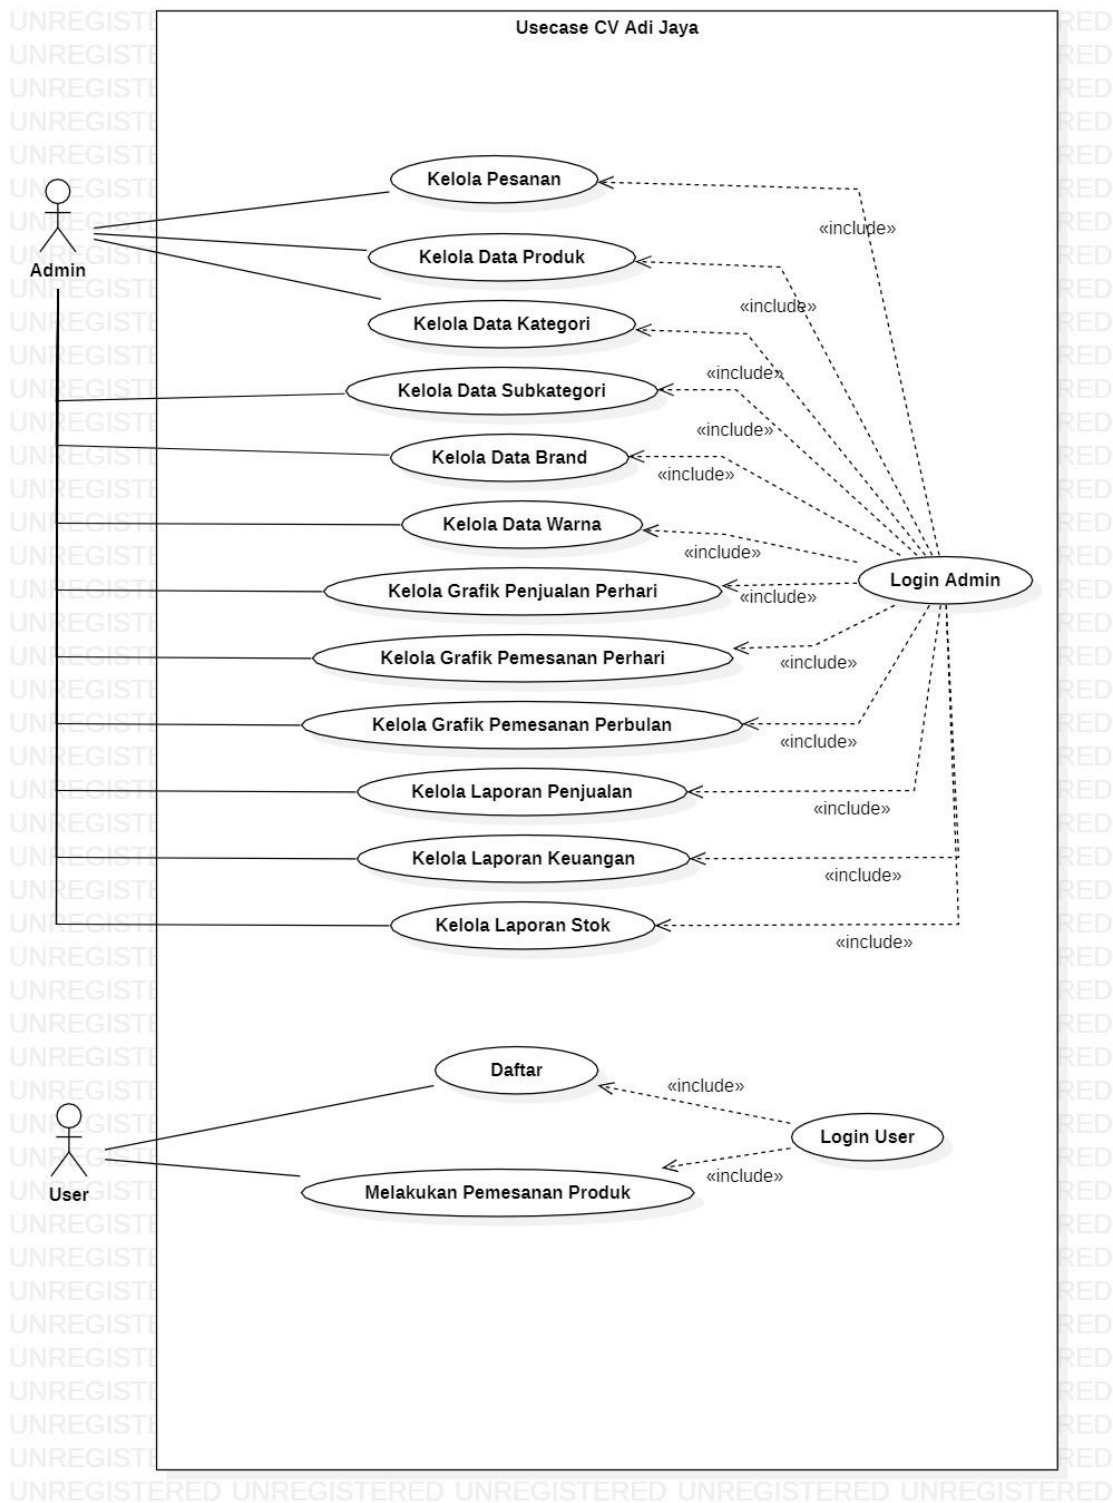 Usecase CV Adi Jaya
Kelola Pesanan
«include»
Admin
Kelola Data Produk
«include»
Kelola Data Kategori
«include»
Kelola Data Subkategori
«include»
Kelola Data Brand
«include»
Kelola Data Warna
«include»
Login Admin
Kelola Grafik Penjualan Perhari
«include»
Kelola Grafik Pemesanan Perhari
«include»
Kelola Grafik Pemesanan Perbulan
«include»
Kelola Laporan Penjualan
«include»
Kelola Laporan Keuangan
«include»
Kelola Laporan Stok
«include»
Daftar
«include»
Login User
«include»
User
Melakukan Pemesanan Produk
UNREGISTERED UNREGISTERED UNREGISTERED UNREGISTERED UNREGISTERED